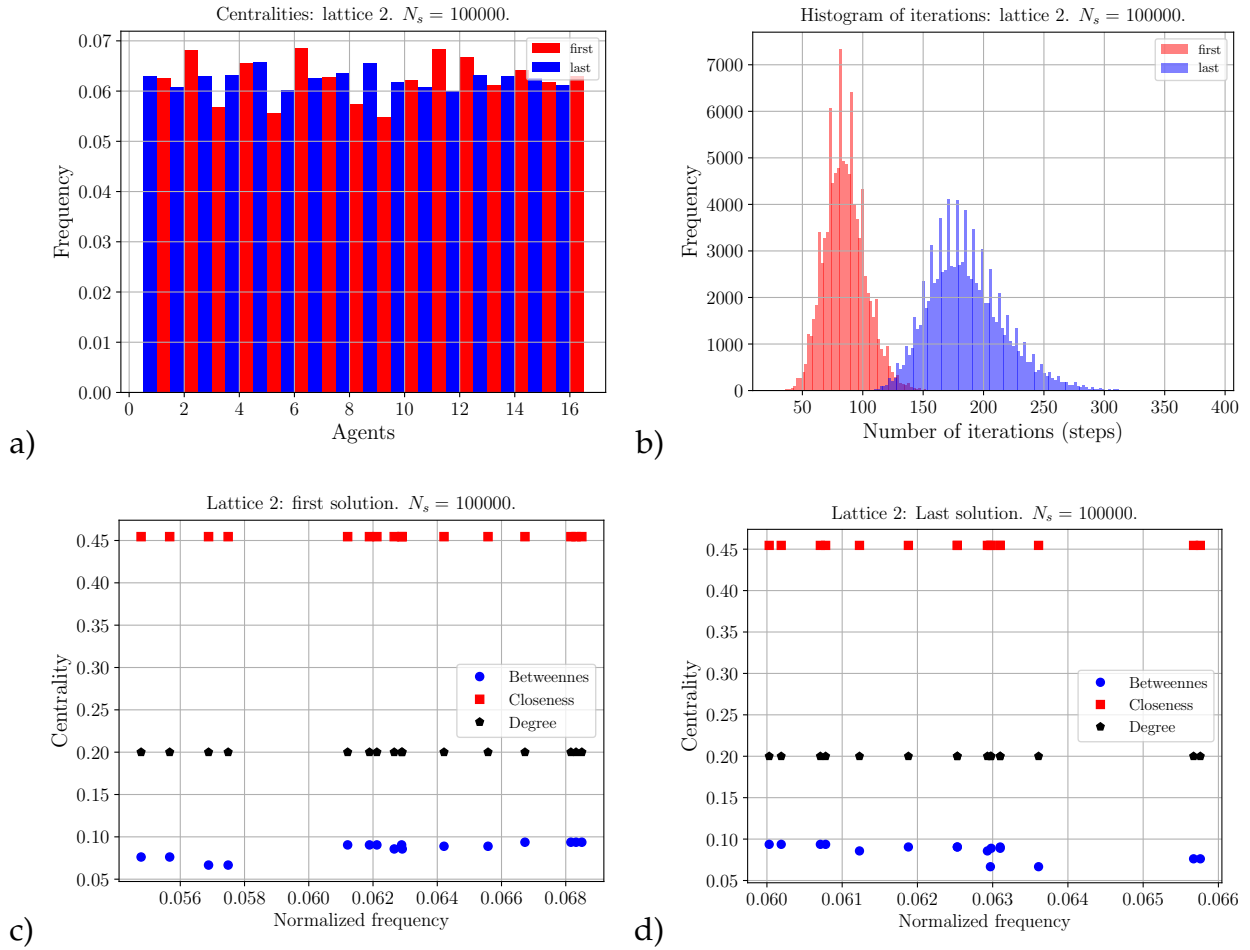 Centralities: lattice 2. N_s = 100000.
0.07
0.06
0.05
0.04
0.03
0.02
0.01
0.00
Frequency
first
last
0 2 4 6 8 10 12 14 16
Agents
a)
Histogram of iterations: lattice 2. N_s = 100000.
7000
6000
5000
4000
3000
2000
1000
0
Frequency
first
last
50 100 150 200 250 300 350 400
Number of iterations (steps)
b)
Lattice 2: first solution. N_s = 100000.
0.45
0.40
0.35
0.30
0.25
0.20
0.15
0.10
0.05
Centrality
Betweennes
Closeness
Degree
0.056 0.058 0.060 0.062 0.064 0.066 0.068
Normalized frequency
c)
Lattice 2: Last solution. N_s = 100000.
0.45
0.40
0.35
0.30
0.25
0.20
0.15
0.10
0.05
Centrality
Betweennes
Closeness
Degree
0.060 0.061 0.062 0.063 0.064 0.065 0.066
Normalized frequency
d)